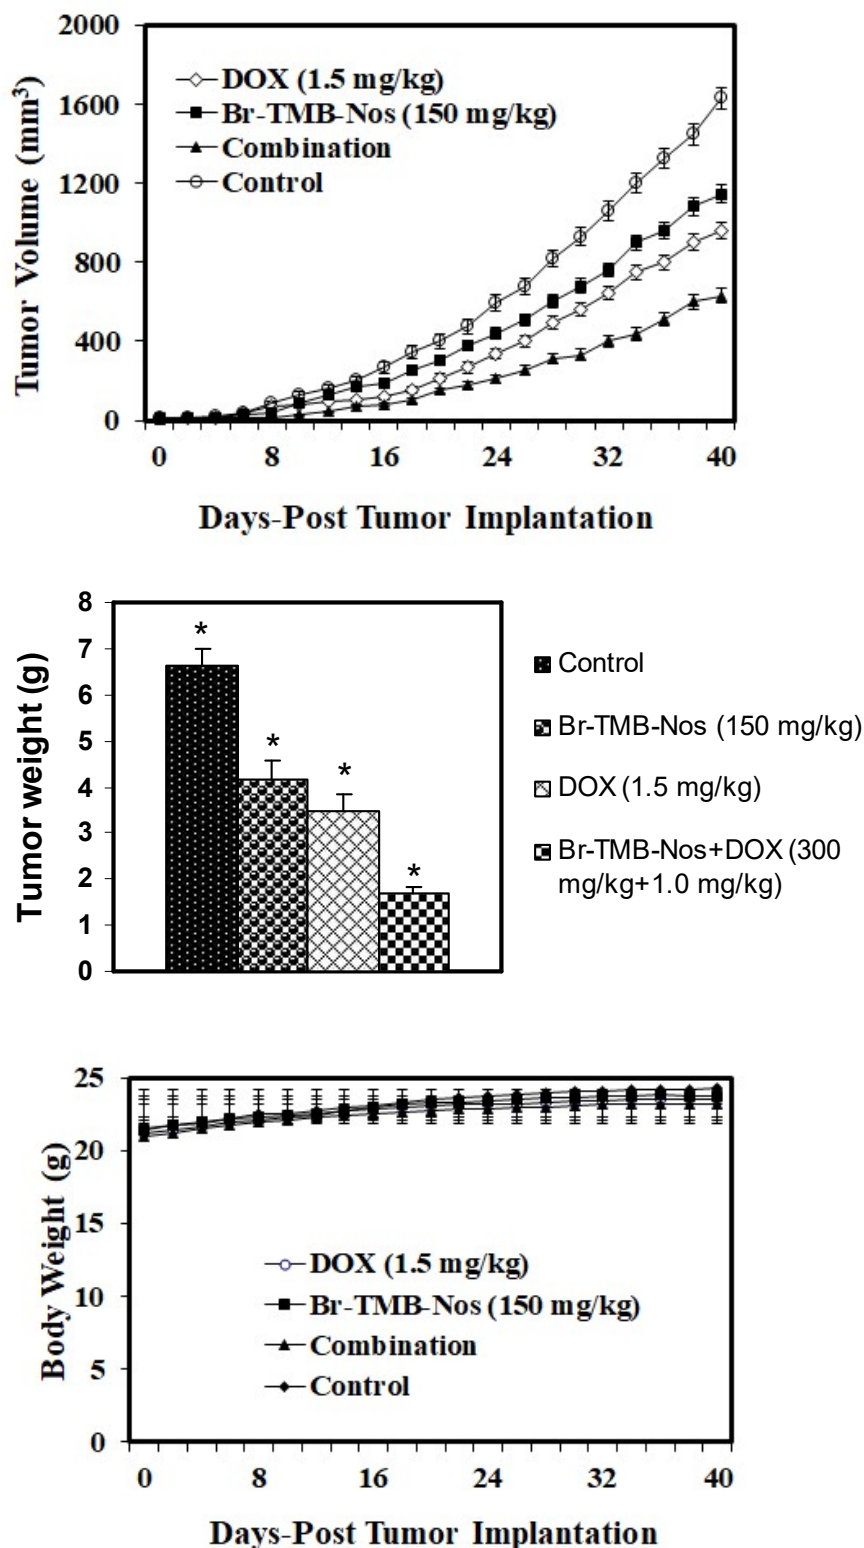 2000
1600
1200
800
400
0
Tumor Volume (mm³)
DOX (1.5 mg/kg)
Br-TMB-Nos (150 mg/kg)
Combination
Control
0 8 16 24 32 40
Days-Post Tumor Implantation
8
7
6
5
4
3
2
1
0
Tumor weight (g)
*
*
*
*
Control
Br-TMB-Nos (150 mg/kg)
DOX (1.5 mg/kg)
Br-TMB-Nos+DOX (300
mg/kg+1.0 mg/kg)
25
20
15
10
5
0
Body Weight (g)
DOX (1.5 mg/kg)
Br-TMB-Nos (150 mg/kg)
Combination
Control
0 8 16 24 32 40
Days-Post Tumor Implantation